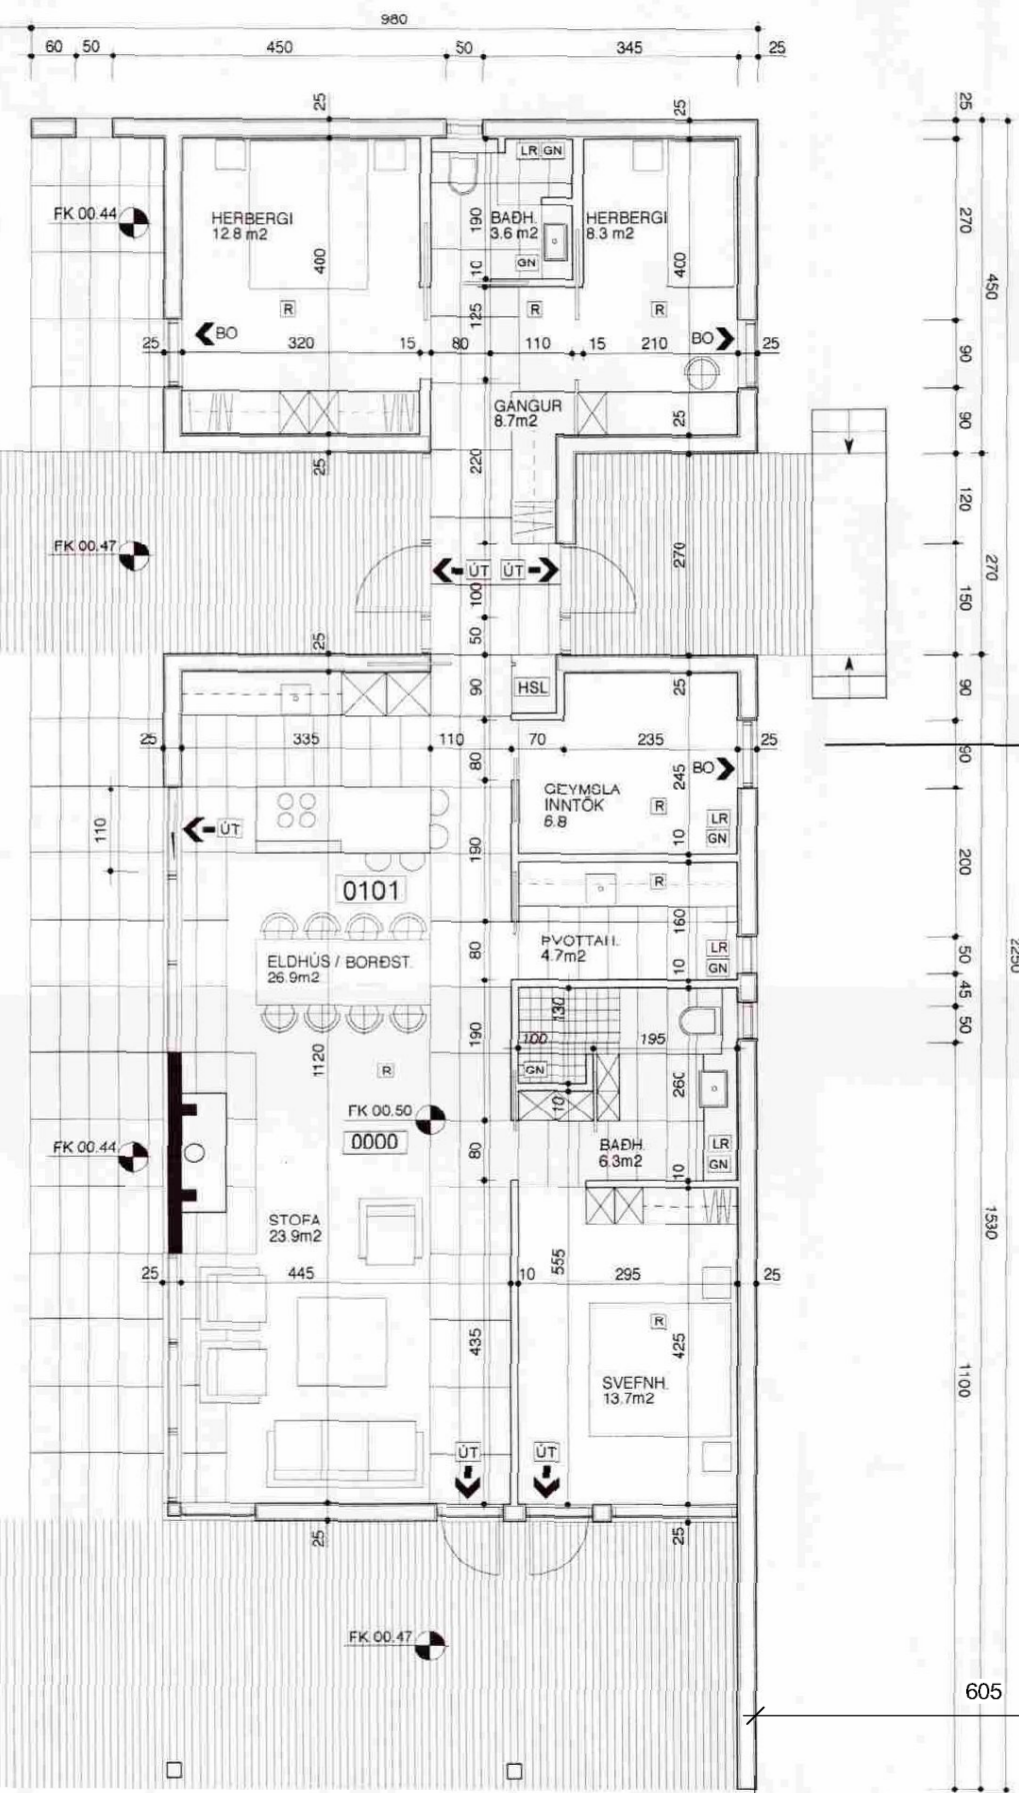 980
60 50 450 50 345 25
25 25 25
LR GN
FK 00.44
HERBERGI
12.8 m2
190
BAÐH.
3.6 m2
HERBERGI
8.3 m2
270
400
GN
400
450
10
R
R
R
125
BO
BO
25 320 15 80 110 15 210 25
90
GANGUR
8.7m2
25
90
25
220
120
FK 00.47
270
270
ÚT ÚT
100
150
25
50
90
HSL
25
90
25 335 110 70 235 25
80
245
BO
90
GEYMSLA
INNTÖK
6.8
R
110
ÚT
LR
GN
190
10
200
0101
R
160
ÞVOTTAH.
4.7m2
LR
GN
ELDHÚS / BORÐST.
26.9m2
80
10
50
2250
45
130
50
190
100 195
1120
R
GN
260
FK 00.50
10
0000
FK 00.44
80
BAÐH.
6.3m2
LR
GN
10
STOFA
23.9m2
1530
555
25 445 10 295 25
R
435
425
1100
SVEFNH.
13.7m2
ÚT ÚT
25
25
FK 00.47
605